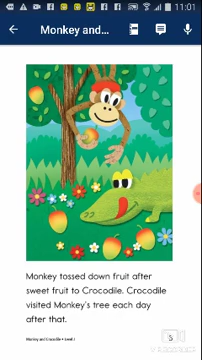 11:01
Monkey and...
Monkey tossed down fruit after
sweet fruit to Crocodile. Crocodile
visited Monkey's tree each day
after that.
Monkey and Crocodile • Level J
5